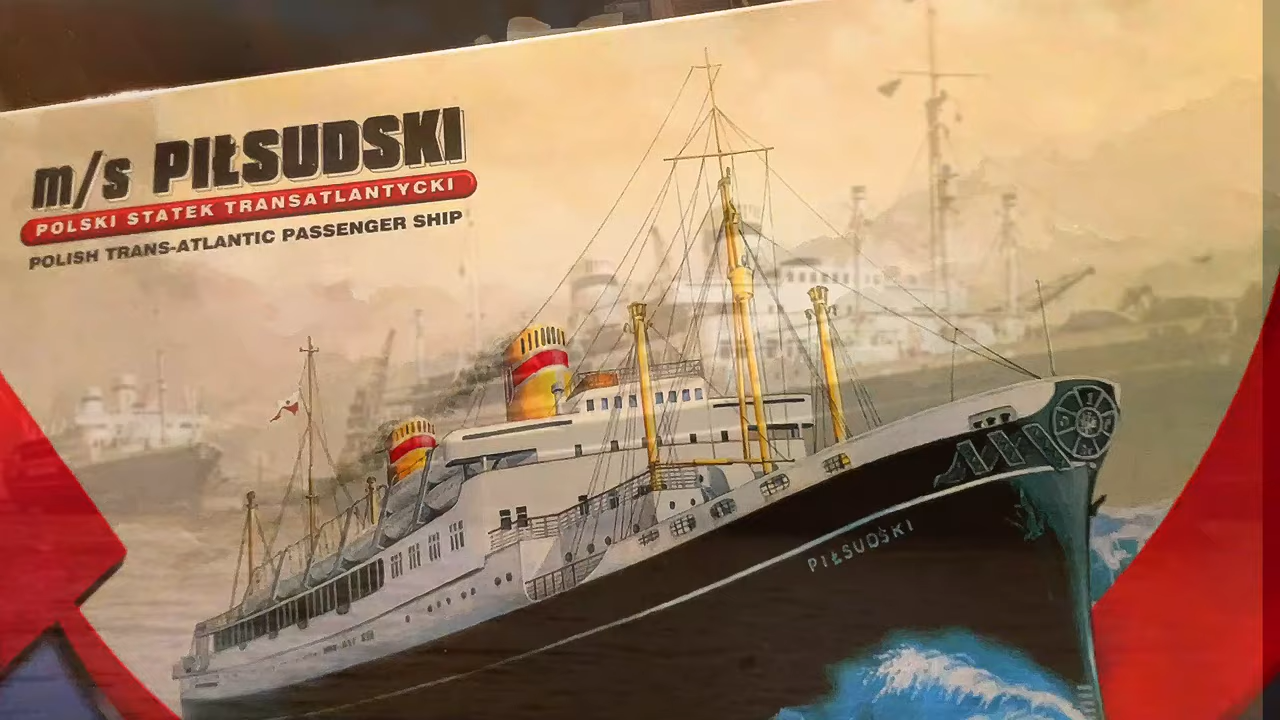 m/s PIŁSUDSKI
POLSKI STATEK TRANSATLANTYCKI
POLISH TRANS-ATLANTIC PASSENGER SHIP
PIŁSUDSKI